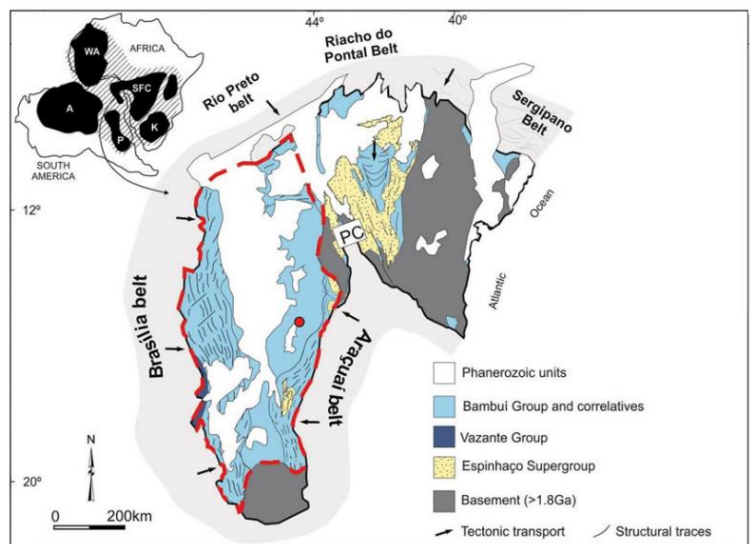 44°
40°
WA
AFRICA
SFC
A
P
K
SOUTH
AMERICA
Riacho do
Pontal Belt
Rio Preto
belt
Sergipano
Belt
12°
PC
Ocean
Atlantic
Brasília belt
Araçuaí belt
Phanerozoic units
Bambuí Group and correlatives
Vazante Group
Espinhaço Supergroup
Basement (>1.8Ga)
Tectonic transport
Structural traces
N
20°
0 200km